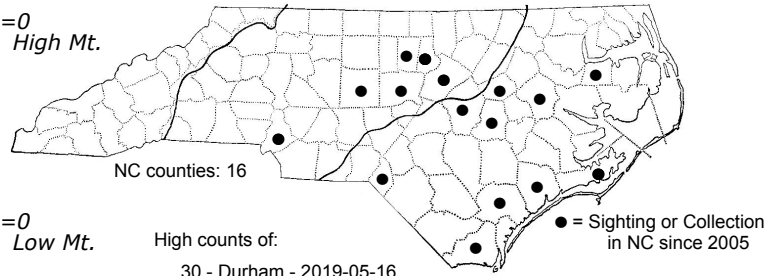 =0
High Mt.
NC counties: 16
=0
Low Mt.
High counts of:
30 - Durham - 2019-05-16
● = Sighting or Collection
in NC since 2005